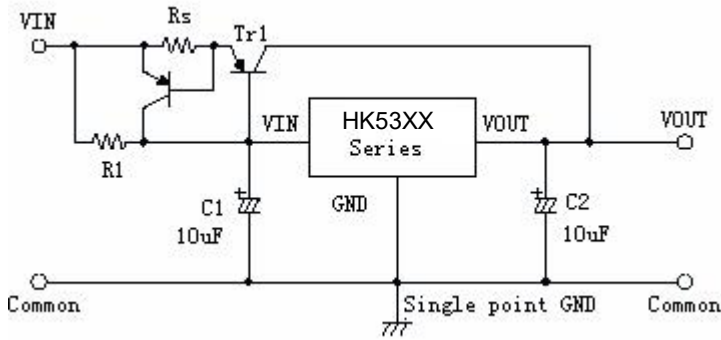 VIN
Rs
Tr1
R1
VIN
HK53XX
Series
VOUT
VOUT
GND
C1
10uF
C2
10uF
Common
Single point GND
Common